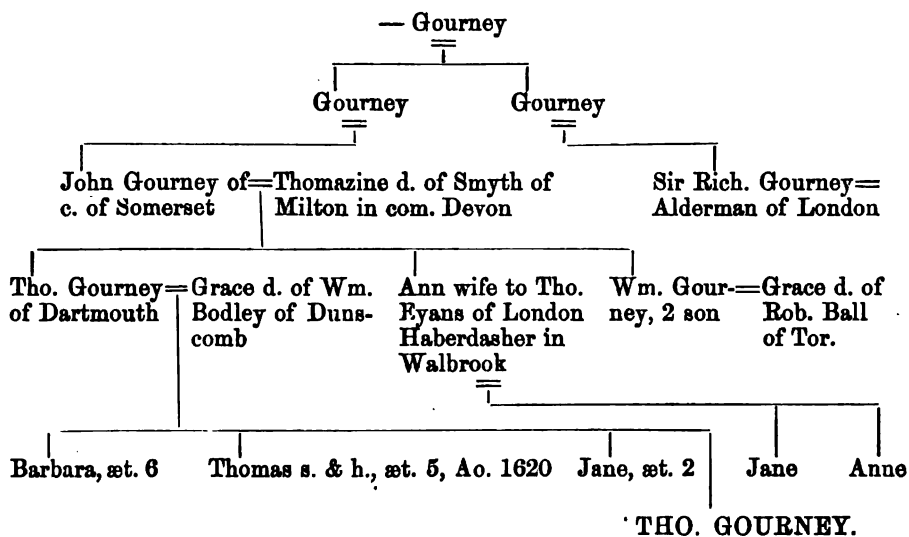 — Gourney
Gourney Gourney
John Gourney of=Thomazine d. of Smyth of Sir Rich. Gourney=
c. of Somerset Milton in com. Devon Alderman of London
Tho. Gourney=Grace d. of Wm. Ann wife to Tho. Wm. Gour-=Grace d. of
of Dartmouth Bodley of Duns- Eyans of London ney, 2 son Rob. Ball
comb Haberdasher in of Tor.
Walbrook
Barbara, æt. 6 Thomas s. & h., æt. 5, Ao. 1620 Jane, æt. 2 Jane Anne
THO. GOURNEY.